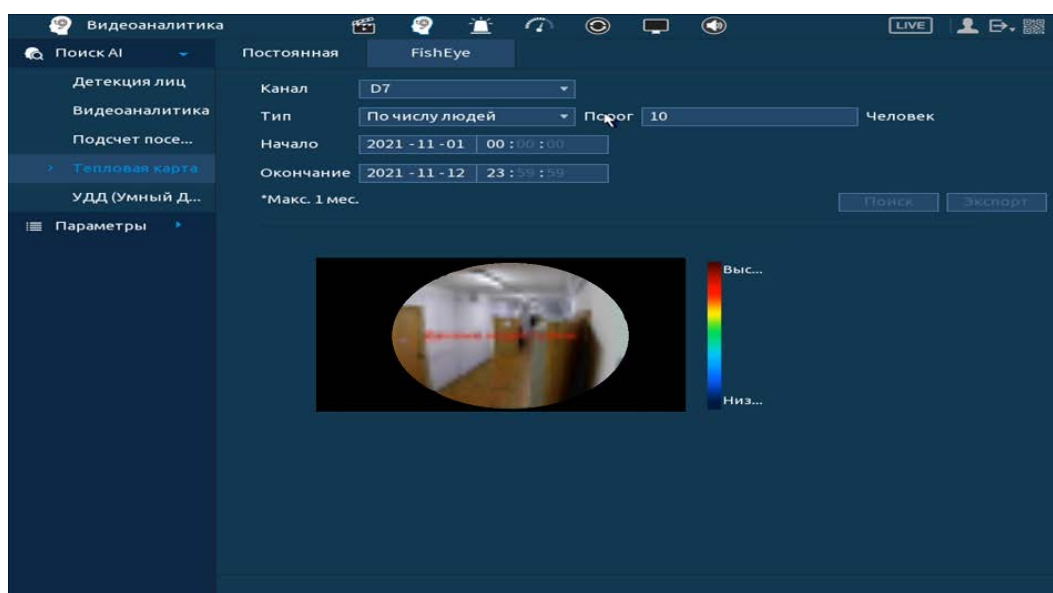 Видеоаналитика LIVE
Поиск AI Постоянная FishEye
Детекция лиц
Видеоаналитика
Подсчет посе...
Тепловая карта
УДД (Умный Д...
Параметры
Канал D7
Тип По числу людей Порог 10 Человек
Начало 2021 - 11 - 01 00 : 00 : 00
Окончание 2021 - 11 - 12 23 : 59 : 59
*Макс. 1 мес. Поиск Экспорт
Выс...
Низ...